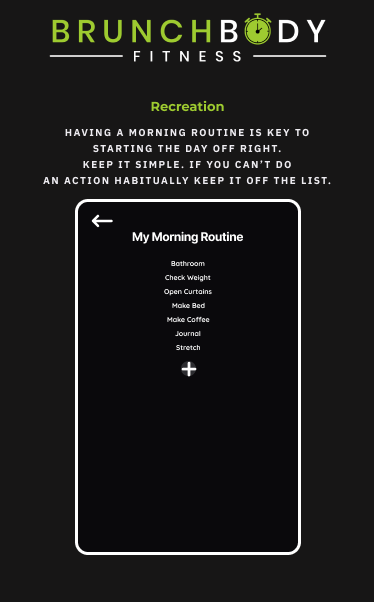 BRUNCHBODY
FITNESS
Recreation
HAVING A MORNING ROUTINE IS KEY TO
STARTING THE DAY OFF RIGHT.
KEEP IT SIMPLE. IF YOU CAN'T DO
AN ACTION HABITUALLY KEEP IT OFF THE LIST.
My Morning Routine
Bathroom
Check Weight
Open Curtains
Make Bed
Make Coffee
Journal
Stretch